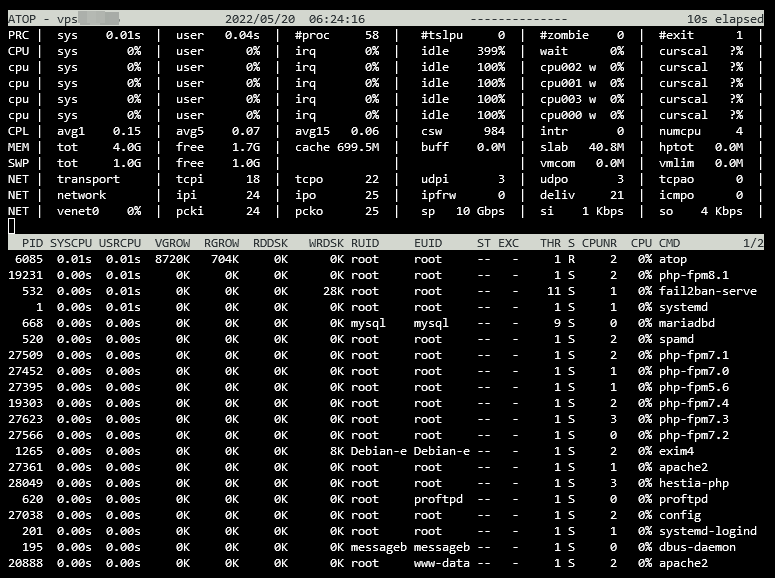 ATOP - vps 2022/05/20 06:24:16 -------------- 10s elapsed
PRC | sys 0.01s | user 0.04s | #proc 58 | #tslpu 0 | #zombie 0 | #exit 1 |
CPU | sys 0% | user 0% | irq 0% | idle 399% | wait 0% | curscal ?% |
cpu | sys 0% | user 0% | irq 0% | idle 100% | cpu002 w 0% | curscal ?% |
cpu | sys 0% | user 0% | irq 0% | idle 100% | cpu001 w 0% | curscal ?% |
cpu | sys 0% | user 0% | irq 0% | idle 100% | cpu003 w 0% | curscal ?% |
cpu | sys 0% | user 0% | irq 0% | idle 100% | cpu000 w 0% | curscal ?% |
CPL | avg1 0.15 | avg5 0.07 | avg15 0.06 | csw 984 | intr 0 | numcpu 4 |
MEM | tot 4.0G | free 1.7G | cache 699.5M | buff 0.0M | slab 40.8M | hptot 0.0M |
SWP | tot 1.0G | free 1.0G | | | vmcom 0.0M | vmlim 0.0M |
NET | transport | tcpi 18 | tcpo 22 | udpi 3 | udpo 3 | tcpao 0 |
NET | network | ipi 24 | ipo 25 | ipfrw 0 | deliv 21 | icmpo 0 |
NET | venet0 0% | pcki 24 | pcko 25 | sp 10 Gbps | si 1 Kbps | so 4 Kbps |
PID SYSCPU USRCPU VGROW RGROW RDDSK WRDSK RUID EUID ST EXC THR S CPUNR CPU CMD 1/2
6085 0.01s 0.01s 8720K 704K 0K 0K root root -- - 1 R 2 0% atop
19231 0.00s 0.01s 0K 0K 0K 0K root root -- - 1 S 2 0% php-fpm8.1
532 0.00s 0.01s 0K 0K 0K 28K root root -- - 11 S 1 0% fail2ban-serve
1 0.00s 0.01s 0K 0K 0K 0K root root -- - 1 S 1 0% systemd
668 0.00s 0.00s 0K 0K 0K 0K mysql mysql -- - 9 S 0 0% mariadbd
520 0.00s 0.00s 0K 0K 0K 0K root root -- - 1 S 2 0% spamd
27509 0.00s 0.00s 0K 0K 0K 0K root root -- - 1 S 2 0% php-fpm7.1
27452 0.00s 0.00s 0K 0K 0K 0K root root -- - 1 S 1 0% php-fpm7.0
27395 0.00s 0.00s 0K 0K 0K 0K root root -- - 1 S 1 0% php-fpm5.6
19303 0.00s 0.00s 0K 0K 0K 0K root root -- - 1 S 2 0% php-fpm7.4
27623 0.00s 0.00s 0K 0K 0K 0K root root -- - 1 S 3 0% php-fpm7.3
27566 0.00s 0.00s 0K 0K 0K 0K root root -- - 1 S 0 0% php-fpm7.2
1265 0.00s 0.00s 0K 0K 0K 8K Debian-e Debian-e -- - 1 S 2 0% exim4
27361 0.00s 0.00s 0K 0K 0K 0K root root -- - 1 S 1 0% apache2
28049 0.00s 0.00s 0K 0K 0K 0K root root -- - 1 S 3 0% hestia-php
620 0.00s 0.00s 0K 0K 0K 0K root proftpd -- - 1 S 0 0% proftpd
27038 0.00s 0.00s 0K 0K 0K 0K root root -- - 1 S 2 0% config
201 0.00s 0.00s 0K 0K 0K 0K root root -- - 1 S 1 0% systemd-logind
195 0.00s 0.00s 0K 0K 0K 0K messageb messageb -- - 1 S 0 0% dbus-daemon
20888 0.00s 0.00s 0K 0K 0K 0K root www-data -- - 1 S 2 0% apache2